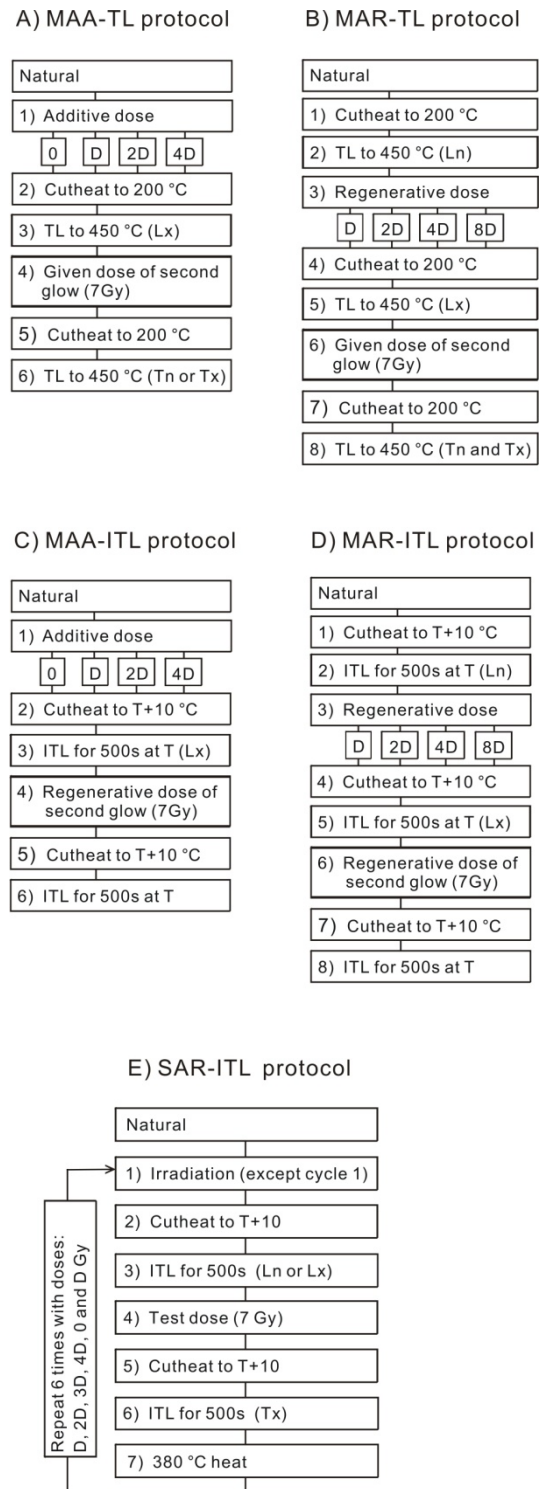 A) MAA-TL protocol
Natural
1) Additive dose
0 D 2D 4D
2) Cutheat to 200 °C
3) TL to 450 °C (Lx)
4) Given dose of second
glow (7Gy)
5) Cutheat to 200 °C
6) TL to 450 °C (Tn or Tx)
B) MAR-TL protocol
Natural
1) Cutheat to 200 °C
2) TL to 450 °C (Ln)
3) Regenerative dose
D 2D 4D 8D
4) Cutheat to 200 °C
5) TL to 450 °C (Lx)
6) Given dose of second
glow (7Gy)
7) Cutheat to 200 °C
8) TL to 450 °C (Tn and Tx)
C) MAA-ITL protocol
Natural
1) Additive dose
0 D 2D 4D
2) Cutheat to T+10 °C
3) ITL for 500s at T (Lx)
4) Regenerative dose of
second glow (7Gy)
5) Cutheat to T+10 °C
6) ITL for 500s at T
D) MAR-ITL protocol
Natural
1) Cutheat to T+10 °C
2) ITL for 500s at T (Ln)
3) Regenerative dose
D 2D 4D 8D
4) Cutheat to T+10 °C
5) ITL for 500s at T (Lx)
6) Regenerative dose of
second glow (7Gy)
7) Cutheat to T+10 °C
8) ITL for 500s at T
E) SAR-ITL protocol
Natural
1) Irradiation (except cycle 1)
2) Cutheat to T+10
3) ITL for 500s (Ln or Lx)
4) Test dose (7 Gy)
5) Cutheat to T+10
6) ITL for 500s (Tx)
7) 380 °C heat
Repeat 6 times with doses:
D, 2D, 3D, 4D, 0 and D Gy